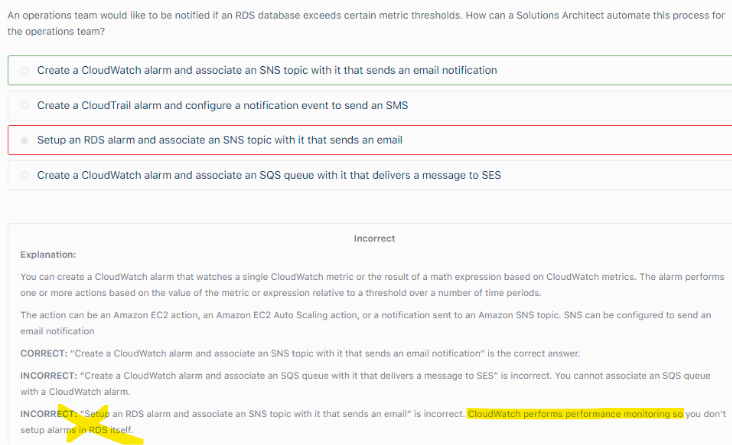 An operations team would like to be notified if an RDS database exceeds certain metric thresholds. How can a Solutions Architect automate this process for
the operations team?
Create a CloudWatch alarm and associate an SNS topic with it that sends an email notification
Create a CloudTrail alarm and configure a notification event to send an SMS
Setup an RDS alarm and associate an SNS topic with it that sends an email
Create a CloudWatch alarm and associate an SQS queue with it that delivers a message to SES
Incorrect
Explanation:
You can create a CloudWatch alarm that watches a single CloudWatch metric or the result of a math expression based on CloudWatch metrics. The alarm performs
one or more actions based on the value of the metric or expression relative to a threshold over a number of time periods.
The action can be an Amazon EC2 action, an Amazon EC2 Auto Scaling action, or a notification sent to an Amazon SNS topic. SNS can be configured to send an
email notification
CORRECT: "Create a CloudWatch alarm and associate an SNS topic with it that sends an email notification" is the correct answer.
INCORRECT: "Create a CloudWatch alarm and associate an SQS queue with it that delivers a message to SES" is incorrect. You cannot associate an SQS queue
with a CloudWatch alarm.
INCORRECT: "Setup an RDS alarm and associate an SNS topic with it that sends an email" is incorrect. CloudWatch performs performance monitoring so you don't
setup alarms in RDS itself.